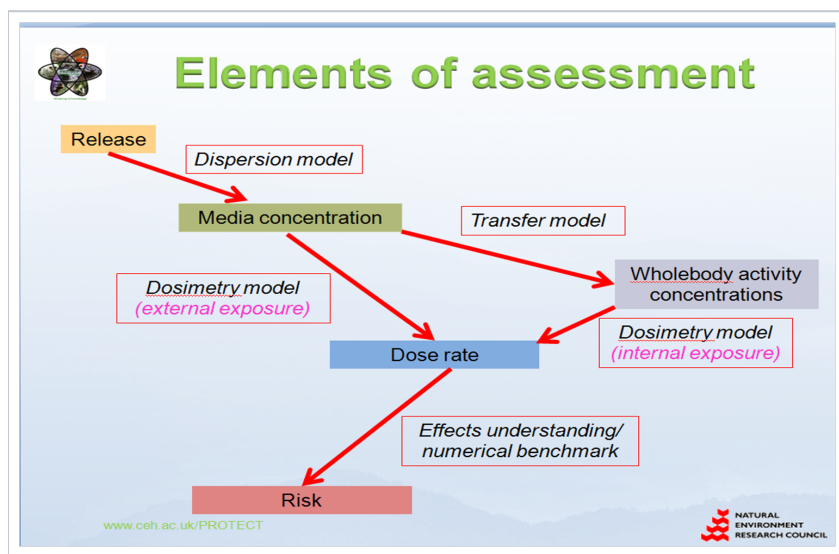 Elements of assessment
Release
Dispersion model
Media concentration
Transfer model
Wholebody activity
concentrations
Dosimetry model
(external exposure)
Dosimetry model
(internal exposure)
Dose rate
Effects understanding/
numerical benchmark
Risk
www.ceh.ac.uk/PROTECT
NATURAL
ENVIRONMENT
RESEARCH COUNCIL